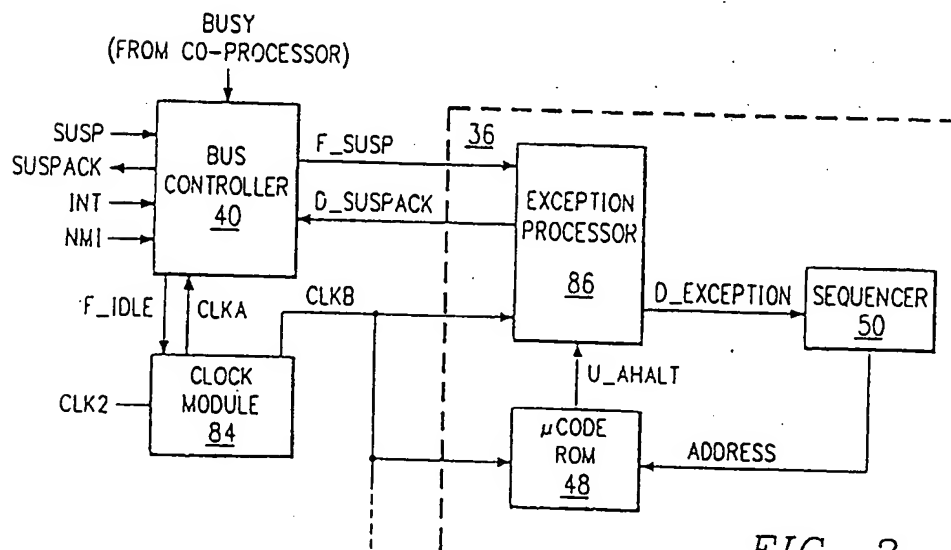 BUSY
(FROM CO-PROCESSOR)
SUSP
SUSPACK
INT
NMI
BUS
CONTROLLER
40
F_SUSP
D_SUSPACK
36
EXCEPTION
PROCESSOR
86
D_EXCEPTION
SEQUENCER
50
F_IDLE
CLKA
CLKB
CLK2
CLOCK
MODULE
84
U_AHALT
μCODE
ROM
48
ADDRESS